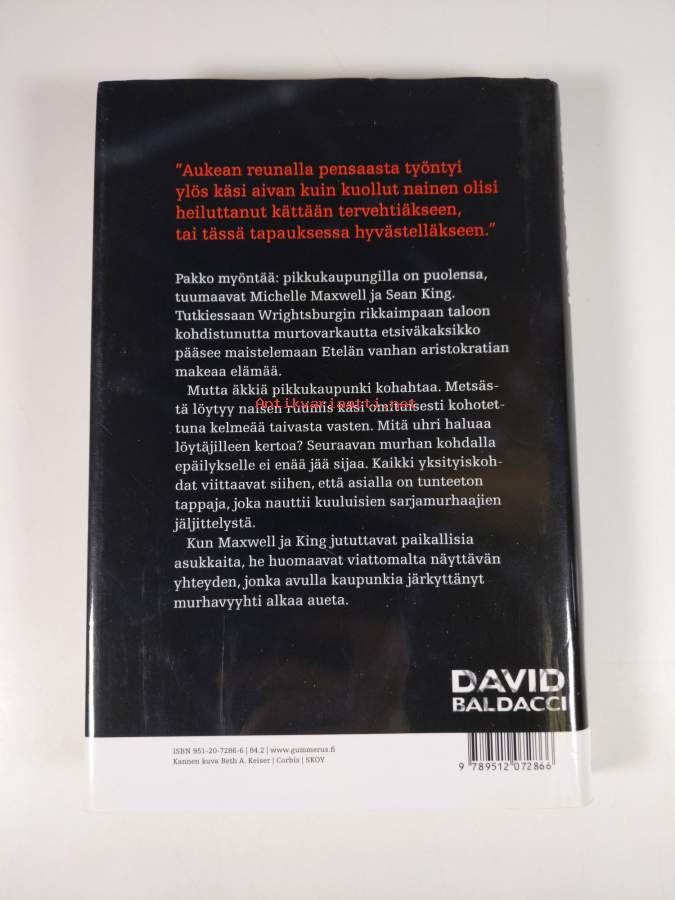 ”Aukean reunalla pensaasta työntyi
ylös käsi aivan kuin kuollut nainen olisi
heiluttanut kättään tervehtiäkseen,
tai tässä tapauksessa hyvästelläkseen.”
Pakko myöntää: pikkukaupungilla on puolensa,
tuumaavat Michelle Maxwell ja Sean King.
Tutkiessaan Wrightsburgin rikkaimpaan taloon
kohdistunutta murtovarkautta etsiväkaksikko
pääsee maistelemaan Etelän vanhan aristokratian
makeaa elämää.
Mutta äkkiä pikkukaupunki kohahtaa. Metsäs-
tä löytyy naisen ruumis käsi omituisesti kohotet-
Antikvariaatti.net
tuna kelmeää taivasta vasten. Mitä uhri haluaa
löytäjilleen kertoa? Seuraavan murhan kohdalla
epäilykselle ei enää jää sijaa. Kaikki yksityiskoh-
dat viittaavat siihen, että asialla on tunteeton
tappaja, joka nauttii kuuluisien sarjamurhaajien
jäljittelystä.
Kun Maxwell ja King jututtavat paikallisia
asukkaita, he huomaavat viattomalta näyttävän
yhteyden, jonka avulla kaupunkia järkyttänyt
murhavyyhti alkaa aueta.
DAVID
BALDACCI
ISBN 951-20-7286-6 | 84.2 | www.gummerus.fi
Kannen kuva Beth A. Keiser | Corbis | SKOY
9 789512 072866